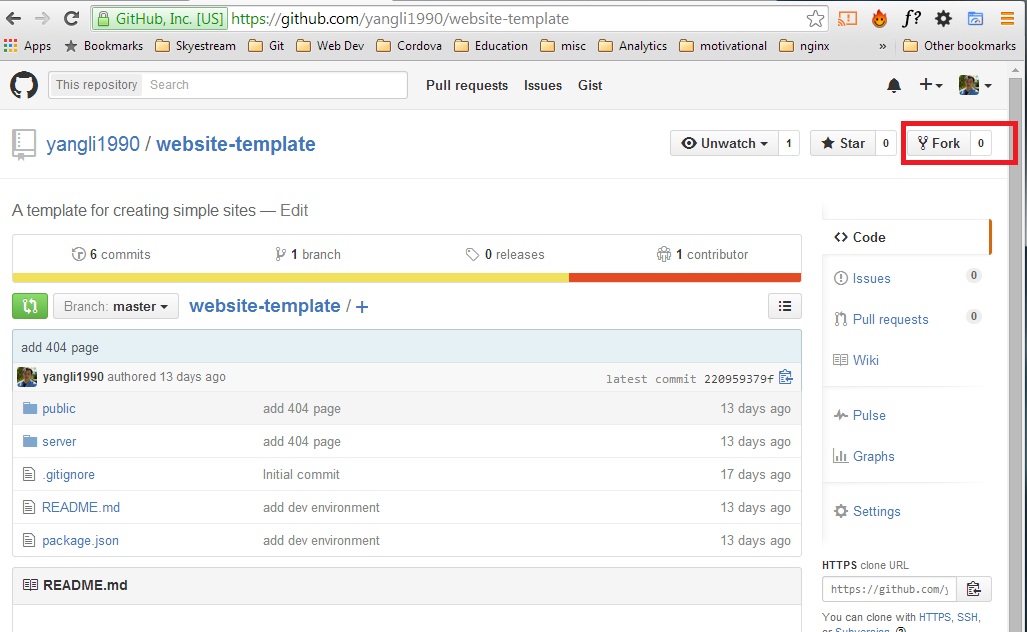 GitHub, Inc. [US] https://github.com/yangli1990/website-template
f?
Apps Bookmarks Skyestream Git Web Dev Cordova Education misc Analytics motivational nginx » Other bookmarks
This repository Search Pull requests Issues Gist
yangli1990 / website-template Unwatch 1 Star 0 Fork 0
A template for creating simple sites — Edit
6 commits 1 branch 0 releases 1 contributor
Branch: master website-template / +
add 404 page
yangli1990 authored 13 days ago latest commit 220959379f
public add 404 page 13 days ago
server add 404 page 13 days ago
.gitignore Initial commit 17 days ago
README.md add dev environment 13 days ago
package.json add dev environment 13 days ago
README.md
Code
Issues 0
Pull requests 0
Wiki
Pulse
Graphs
Settings
HTTPS clone URL
https://github.com/y
You can clone with HTTPS, SSH,
or Subversion.